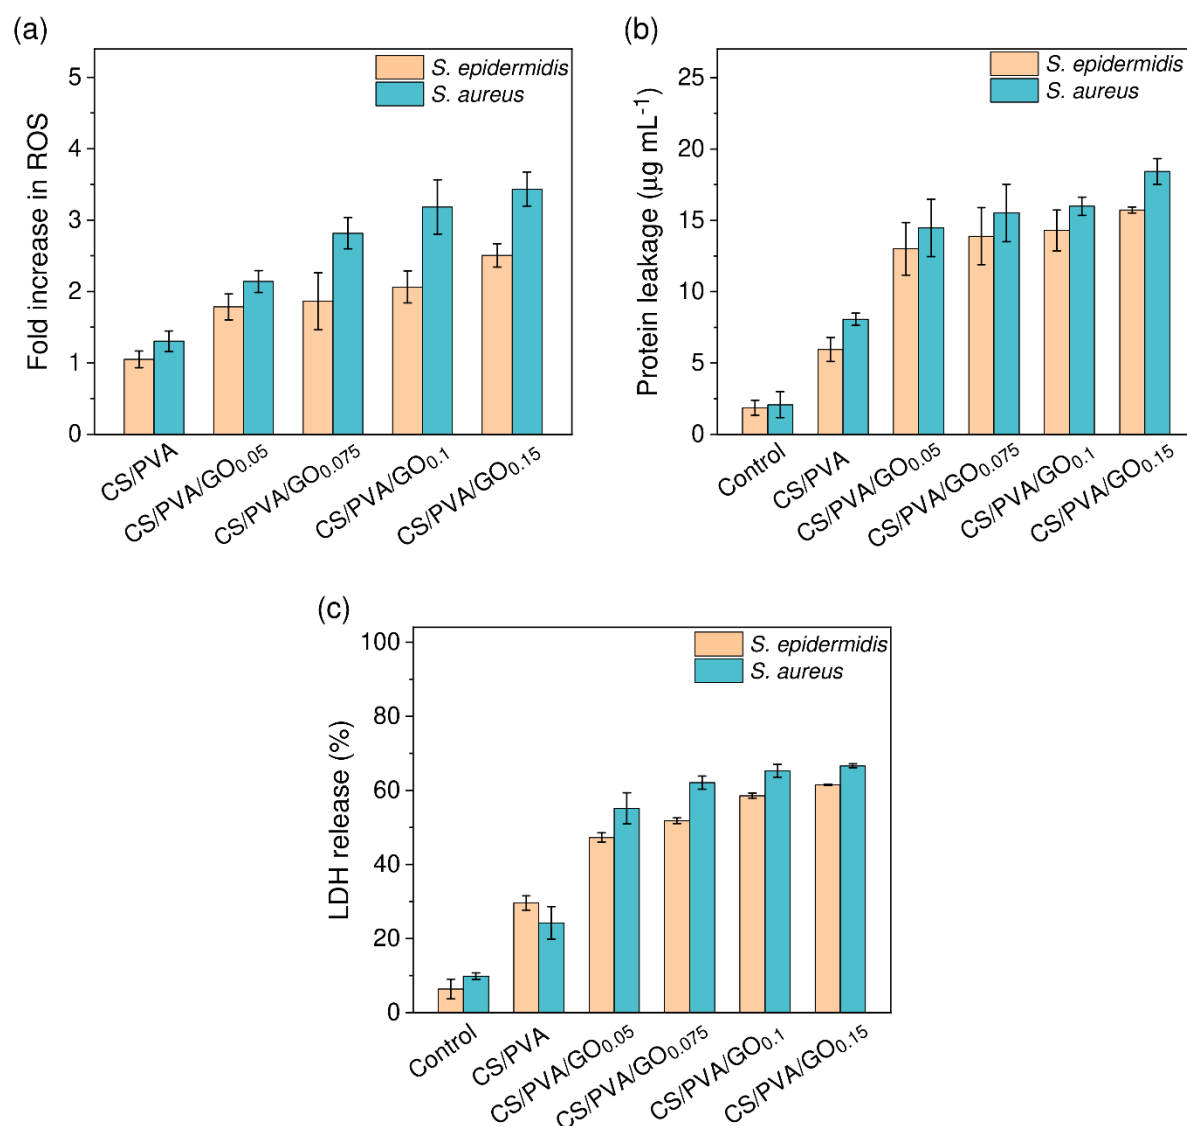 (a)
S. epidermidis
S. aureus
Fold increase in ROS
5
4
3
2
1
0
CS/PVA
CS/PVA/GO0.05
CS/PVA/GO0.075
CS/PVA/GO0.1
CS/PVA/GO0.15
(b)
S. epidermidis
S. aureus
Protein leakage (µg mL⁻¹)
25
20
15
10
5
0
Control
CS/PVA
CS/PVA/GO0.05
CS/PVA/GO0.075
CS/PVA/GO0.1
CS/PVA/GO0.15
(c)
S. epidermidis
S. aureus
LDH release (%)
100
80
60
40
20
0
Control
CS/PVA
CS/PVA/GO0.05
CS/PVA/GO0.075
CS/PVA/GO0.1
CS/PVA/GO0.15